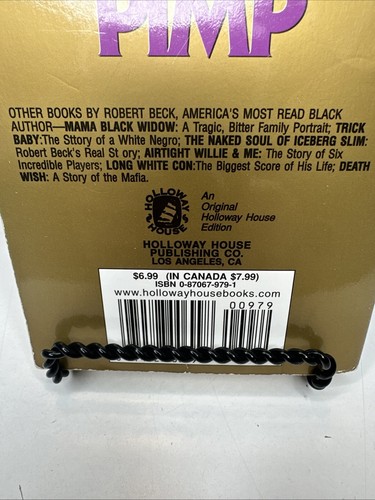 PIMP
OTHER BOOKS BY ROBERT BECK, AMERICA'S MOST READ BLACK
AUTHOR—MAMA BLACK WIDOW: A Tragic, Bitter Family Portrait; TRICK
BABY:The Sttory of a White Negro; THE NAKED SOUL OF ICEBERG SLIM:
Robert Beck's Real St ory; AIRTIGHT WILLIE & ME: The Story of Six
Incredible Players; LONG WHITE CON:The Biggest Score of His Life; DEATH
WISH: A Story of the Mafia.
HOLLOWAY
HOUSE
An
Original
Holloway House
Edition
HOLLOWAY HOUSE
PUBLISHING CO.
LOS ANGELES, CA
$6.99 (IN CANADA $7.99)
ISBN 0-87067-979-1
www.hollowayhousebooks.com
00979